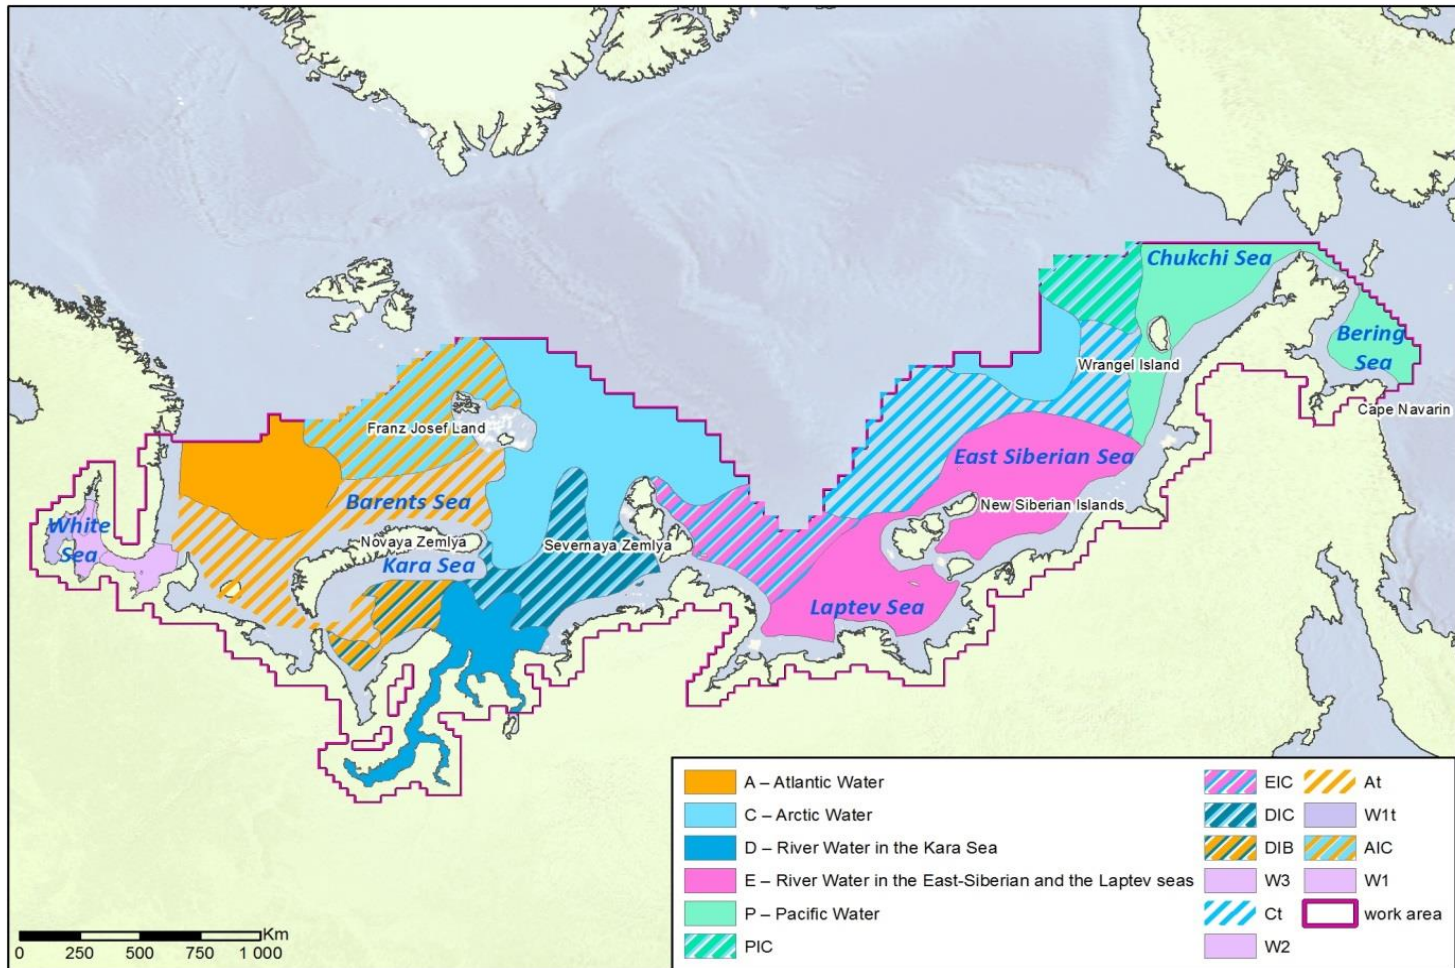 Chukchi Sea
Bering
Sea
Wrangel Island
Cape Navarin
Franz Josef Land
East Siberian Sea
Barents Sea
New Siberian Islands
White
Sea
Novaya Zemlya
Severnaya Zemlya
Kara Sea
Laptev Sea
A – Atlantic Water
C – Arctic Water
D – River Water in the Kara Sea
E – River Water in the East-Siberian and the Laptev seas
P – Pacific Water
PIC
EIC
DIC
DIB
W3
Ct
W2
At
W1t
AIC
W1
work area
Km
0 250 500 750 1 000